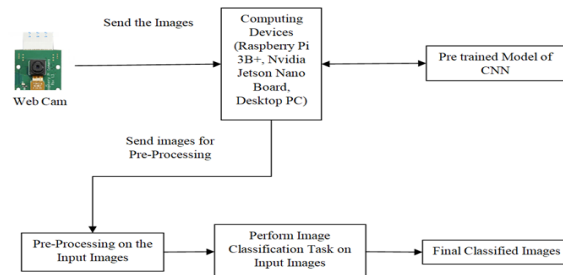 Send the Images
Web Cam
Computing
Devices
(Raspberry Pi
3B+, Nvidia
Jetson Nano
Board,
Desktop PC)
Pre trained Model of
CNN
Send images for
Pre-Processing
Pre-Processing on the
Input Images
Perform Image
Classification Task on
Input Images
Final Classified Images